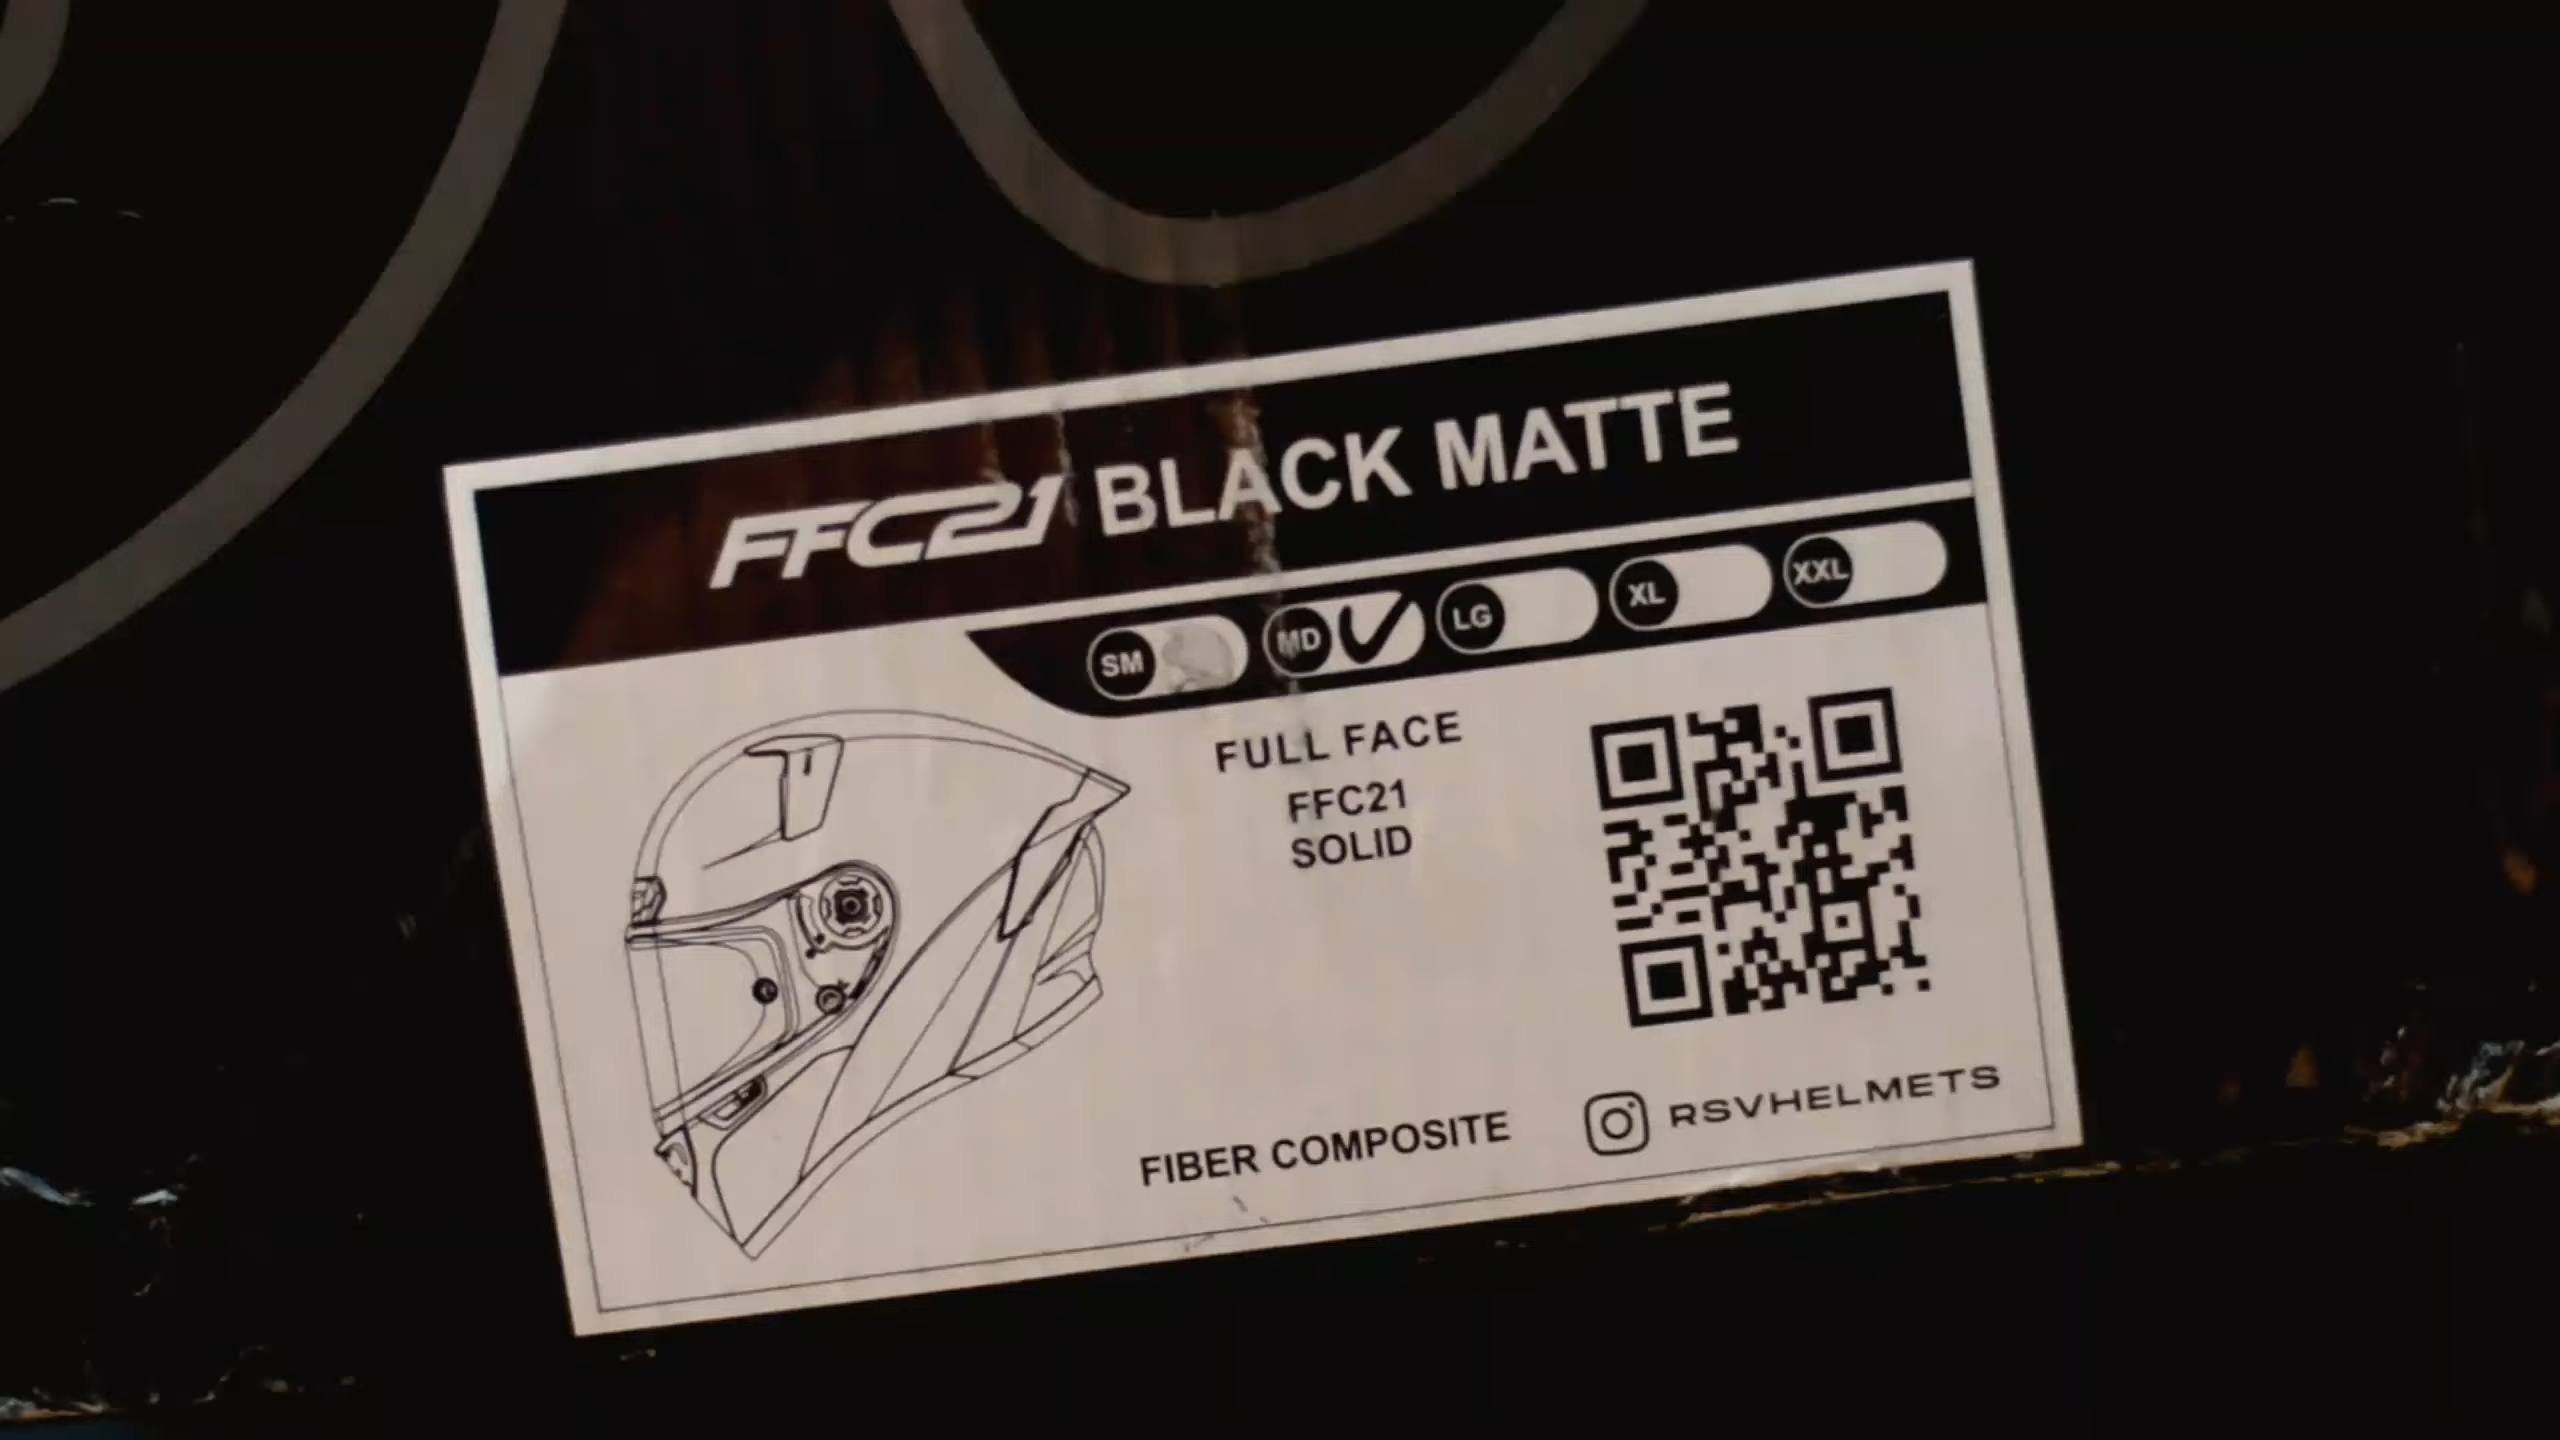 FFC21 BLACK MATTE
SM MD LG XL XXL
FULL FACE
FFC21
SOLID
FIBER COMPOSITE
RSVHELMETS